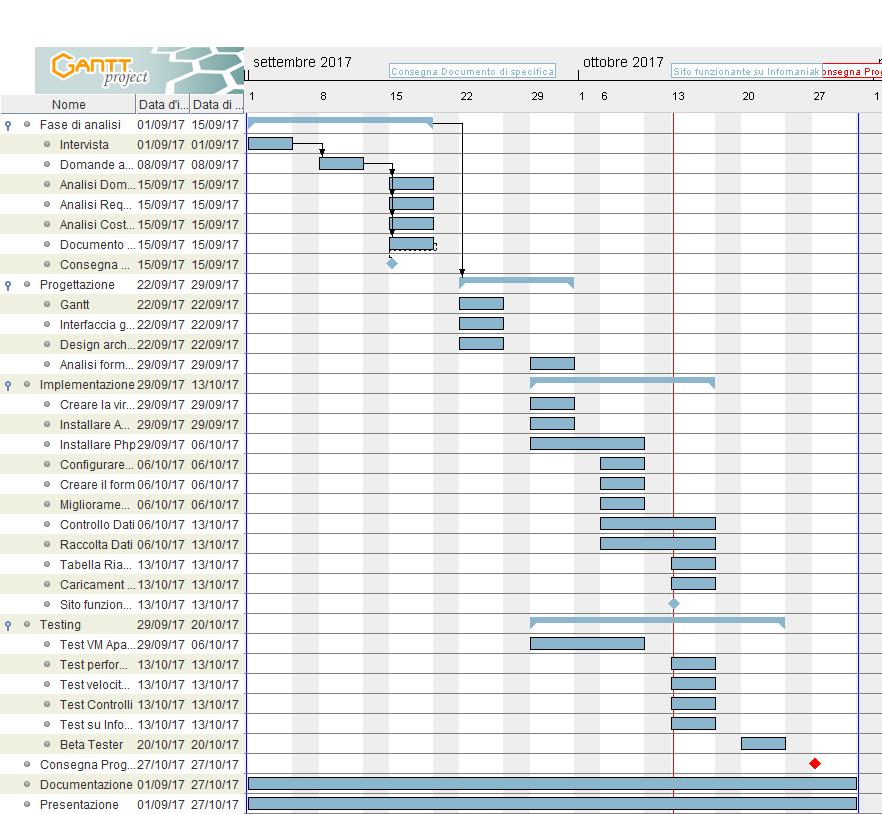 GANTT project
settembre 2017
ottobre 2017
Consegna Documento di specifica
Sito funzionante su Infomaniak
onsegna Prog
Nome Data d'i... Data di ...
1 8 15 22 29 1 6 13 20 27 1
Fase di analisi 01/09/17 15/09/17
Intervista 01/09/17 01/09/17
Domande a... 08/09/17 08/09/17
Analisi Dom... 15/09/17 15/09/17
Analisi Req... 15/09/17 15/09/17
Analisi Cost... 15/09/17 15/09/17
Documento ... 15/09/17 15/09/17
Consegna ... 15/09/17 15/09/17
Progettazione 22/09/17 29/09/17
Gantt 22/09/17 22/09/17
Interfaccia g... 22/09/17 22/09/17
Design arch... 22/09/17 22/09/17
Analisi form... 29/09/17 29/09/17
Implementazione 29/09/17 13/10/17
Creare la vir... 29/09/17 29/09/17
Installare A... 29/09/17 29/09/17
Installare Php 29/09/17 06/10/17
Configurare... 06/10/17 06/10/17
Creare il form 06/10/17 06/10/17
Migliorame... 06/10/17 06/10/17
Controllo Dati 06/10/17 13/10/17
Raccolta Dati 06/10/17 13/10/17
Tabella Ria... 13/10/17 13/10/17
Caricament ... 13/10/17 13/10/17
Sito funzion... 13/10/17 13/10/17
Testing 29/09/17 20/10/17
Test VM Apa... 29/09/17 06/10/17
Test perfor... 13/10/17 13/10/17
Test velocit... 13/10/17 13/10/17
Test Controlli 13/10/17 13/10/17
Test su Info... 13/10/17 13/10/17
Beta Tester 20/10/17 20/10/17
Consegna Prog... 27/10/17 27/10/17
Documentazione 01/09/17 27/10/17
Presentazione 01/09/17 27/10/17